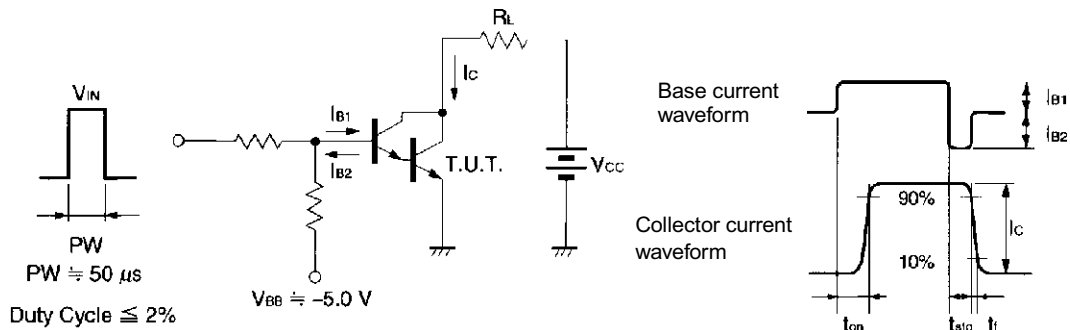 VIN
PW
PW ≒ 50 μs
Duty Cycle ≦ 2%
RL
IC
IB1
IB2
T.U.T.
VCC
VBB ≒ −5.0 V
Base current
waveform
IB1
IB2
Collector current
waveform
90%
10%
IC
ton
tstg
tf